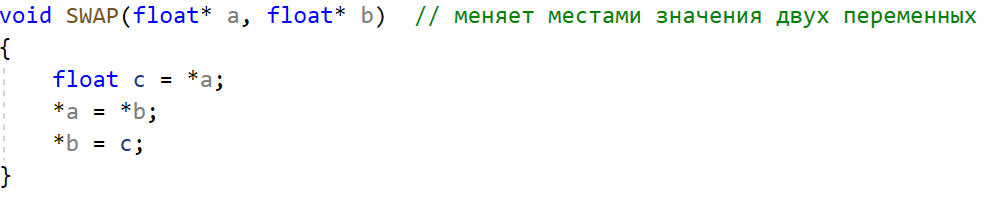 void SWAP(float* a, float* b)  // меняет местами значения двух переменных
{
    float c = *a;
    *a = *b;
    *b = c;
}